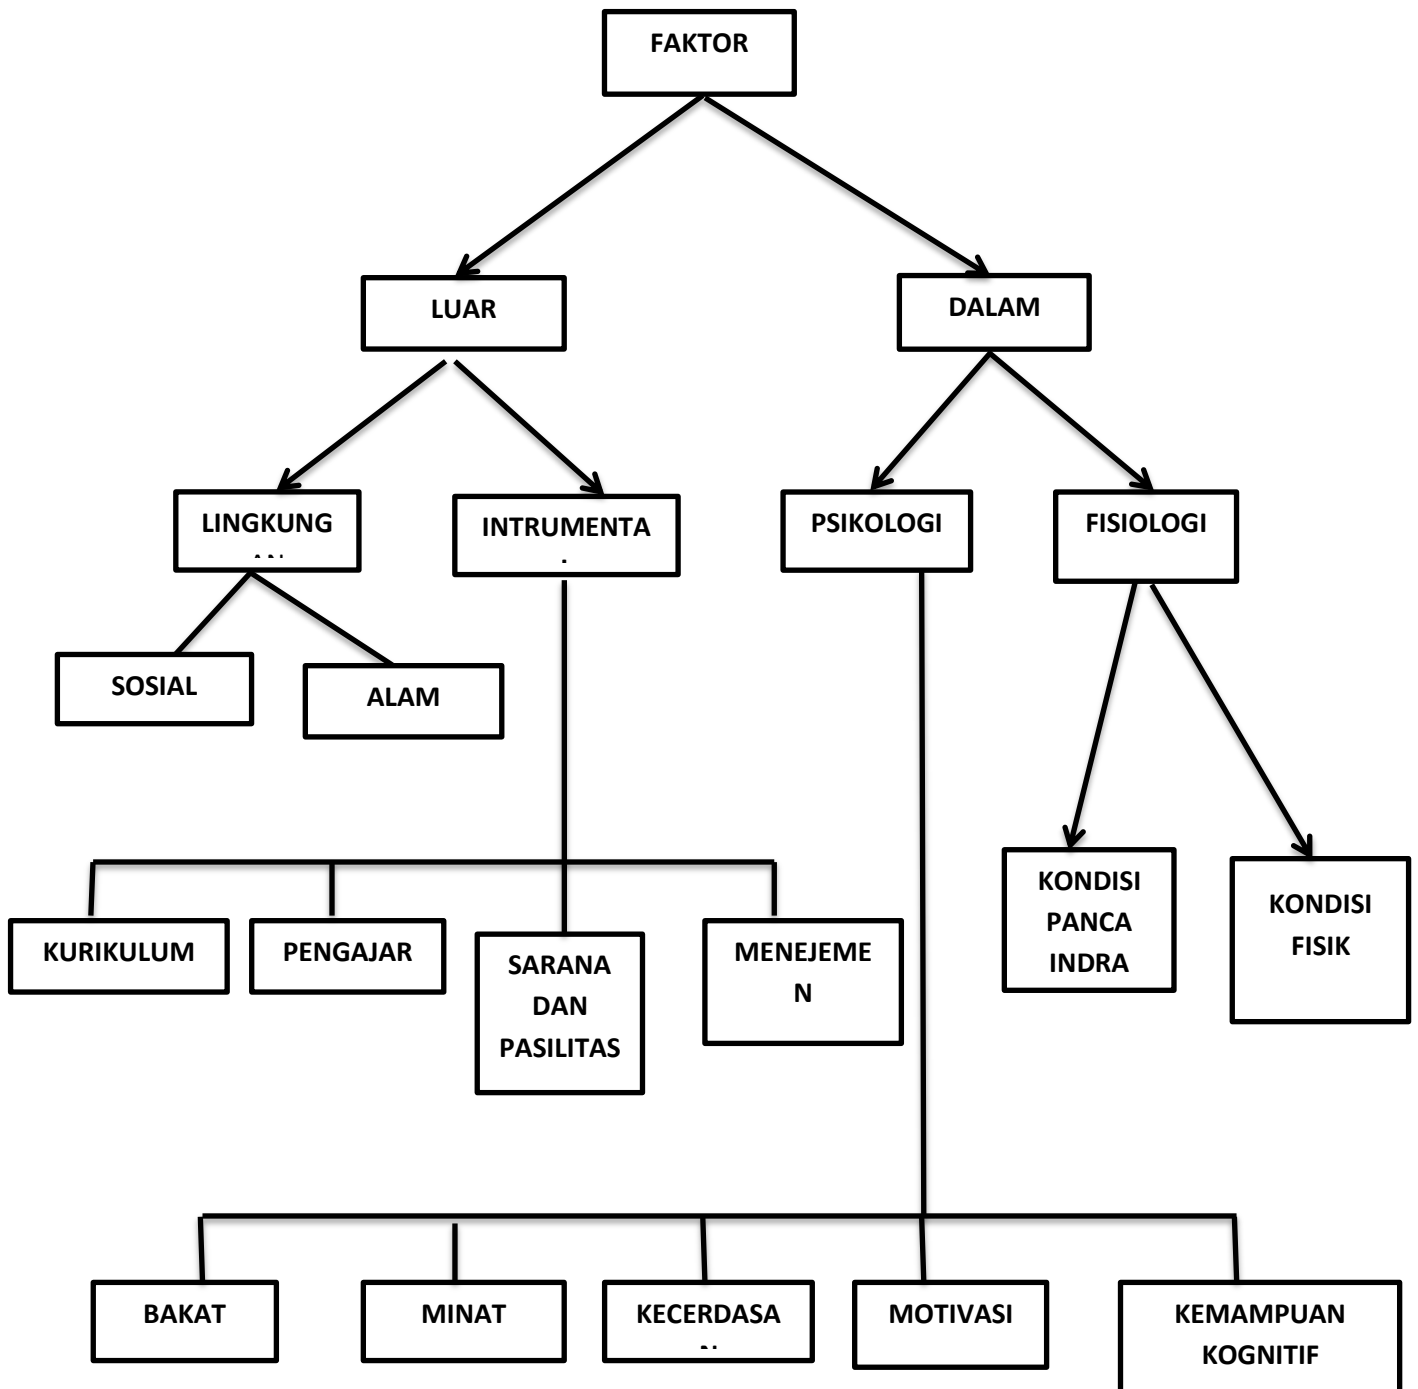 FAKTOR
LUAR
DALAM
LINGKUNG
INTRUMENTA
PSIKOLOGI
FISIOLOGI
SOSIAL
ALAM
KURIKULUM
PENGAJAR
SARANA
DAN
PASILITAS
MENEJEME
N
KONDISI
PANCA
INDRA
KONDISI
FISIK
BAKAT
MINAT
KECERDASA
MOTIVASI
KEMAMPUAN
KOGNITIF